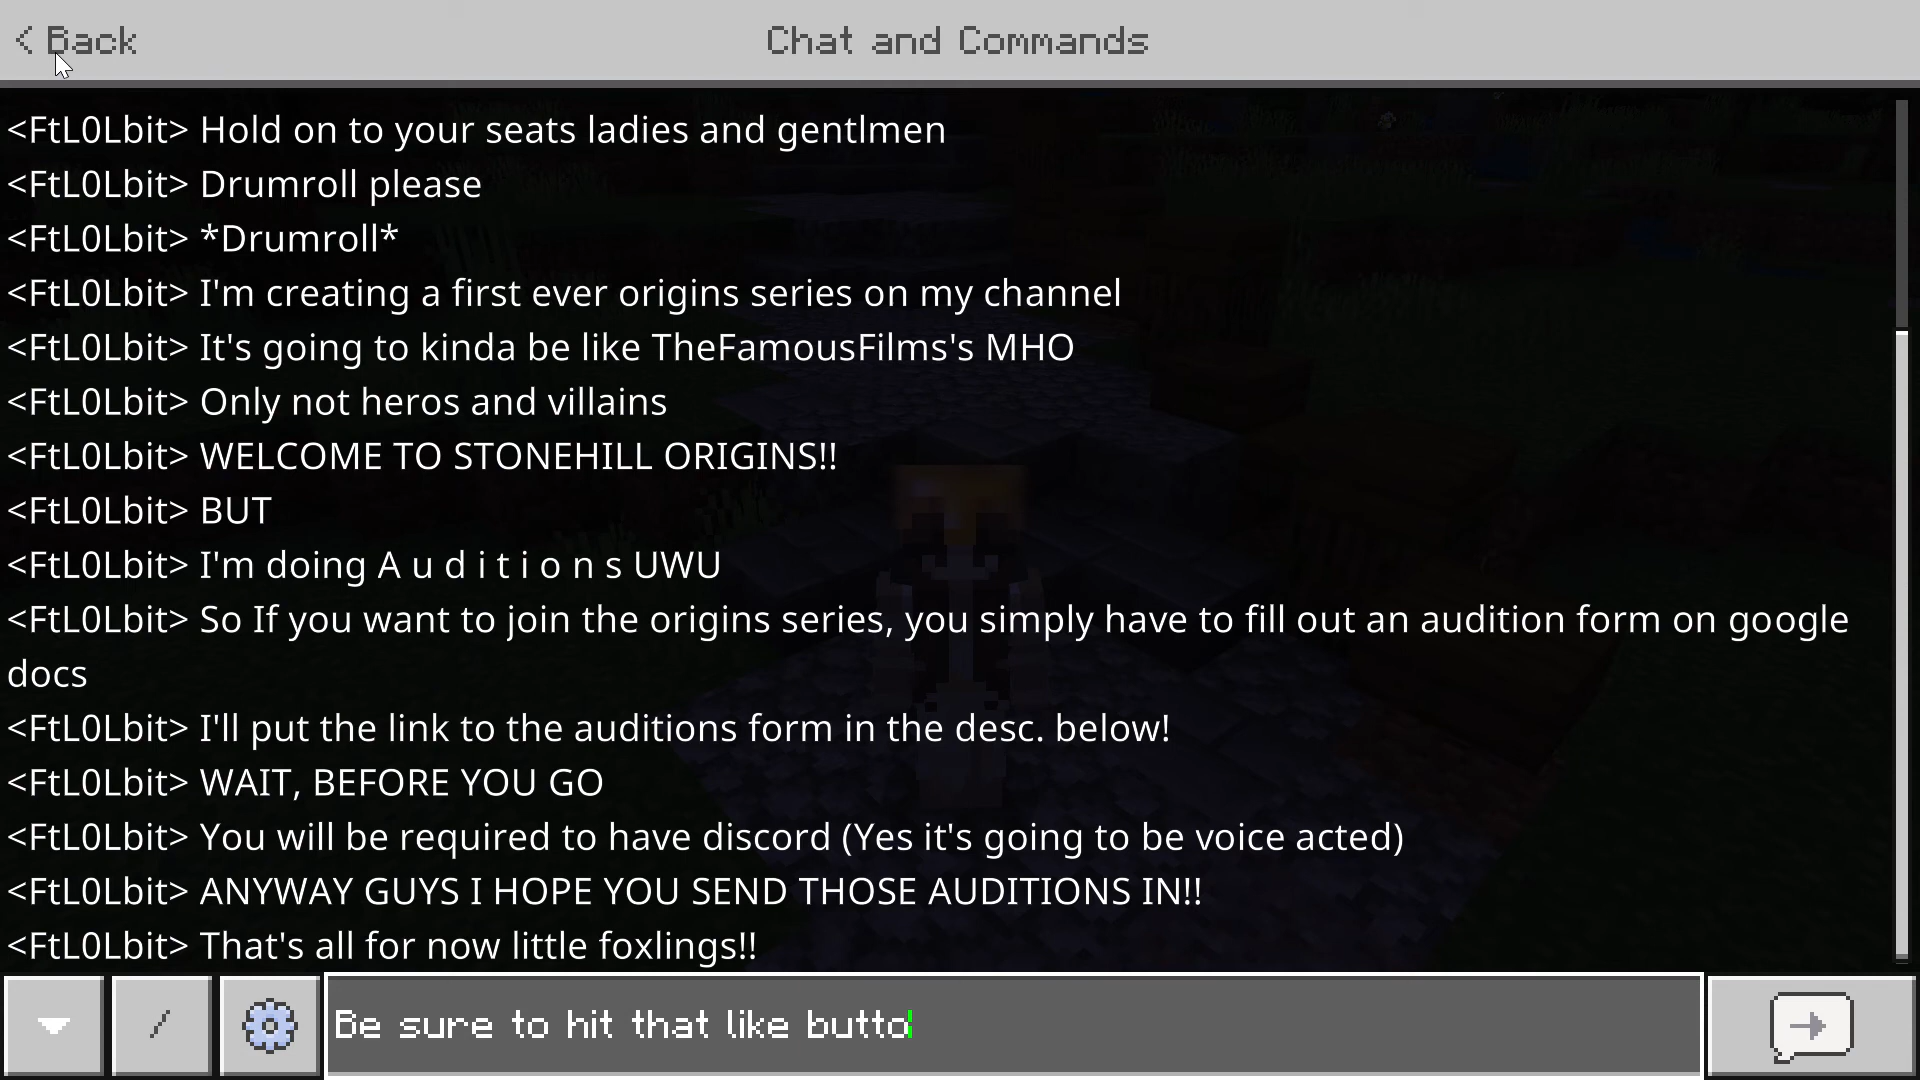 < Back
Chat and Commands
<FtL0Lbit> Hold on to your seats ladies and gentlmen
<FtL0Lbit> Drumroll please
<FtL0Lbit> *Drumroll*
<FtL0Lbit> I'm creating a first ever origins series on my channel
<FtL0Lbit> It's going to kinda be like TheFamousFilms's MHO
<FtL0Lbit> Only not heros and villains
<FtL0Lbit> WELCOME TO STONEHILL ORIGINS!!
<FtL0Lbit> BUT
<FtL0Lbit> I'm doing A u d i t i o n s UWU
<FtL0Lbit> So If you want to join the origins series, you simply have to fill out an audition form on google
docs
<FtL0Lbit> I'll put the link to the auditions form in the desc. below!
<FtL0Lbit> WAIT, BEFORE YOU GO
<FtL0Lbit> You will be required to have discord (Yes it's going to be voice acted)
<FtL0Lbit> ANYWAY GUYS I HOPE YOU SEND THOSE AUDITIONS IN!!
<FtL0Lbit> That's all for now little foxlings!!
/
Be sure to hit that like butto